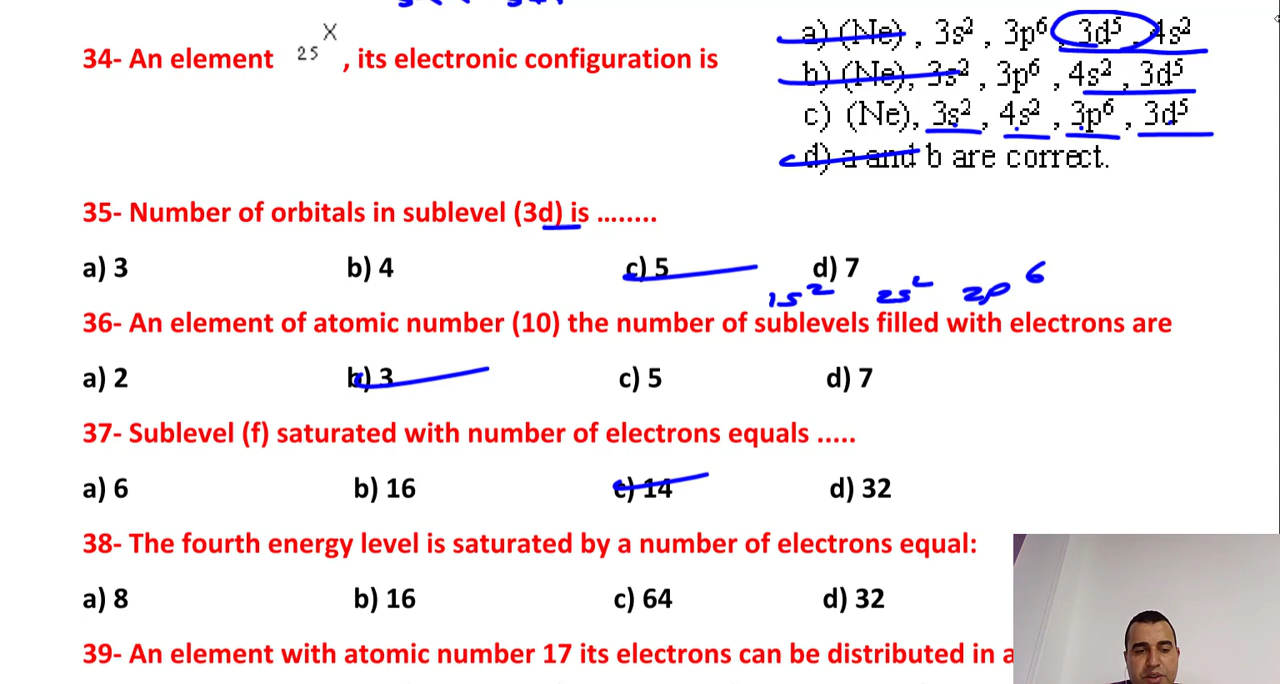 34- An element 25 X , its electronic configuration is
a) (Ne) , 3s² , 3p⁶ , 3d⁵ , 4s²
b) (Ne), 3s² , 3p⁶ , 4s² , 3d⁵
c) (Ne), 3s² , 4s² , 3p⁶ , 3d⁵
d) a and b are correct.
35- Number of orbitals in sublevel (3d) is ........
a) 3 b) 4 c) 5 d) 7
1s² 2s² 2p⁶
36- An element of atomic number (10) the number of sublevels filled with electrons are
a) 2 b) 3 c) 5 d) 7
37- Sublevel (f) saturated with number of electrons equals .....
a) 6 b) 16 c) 14 d) 32
38- The fourth energy level is saturated by a number of electrons equal:
a) 8 b) 16 c) 64 d) 32
39- An element with atomic number 17 its electrons can be distributed in a